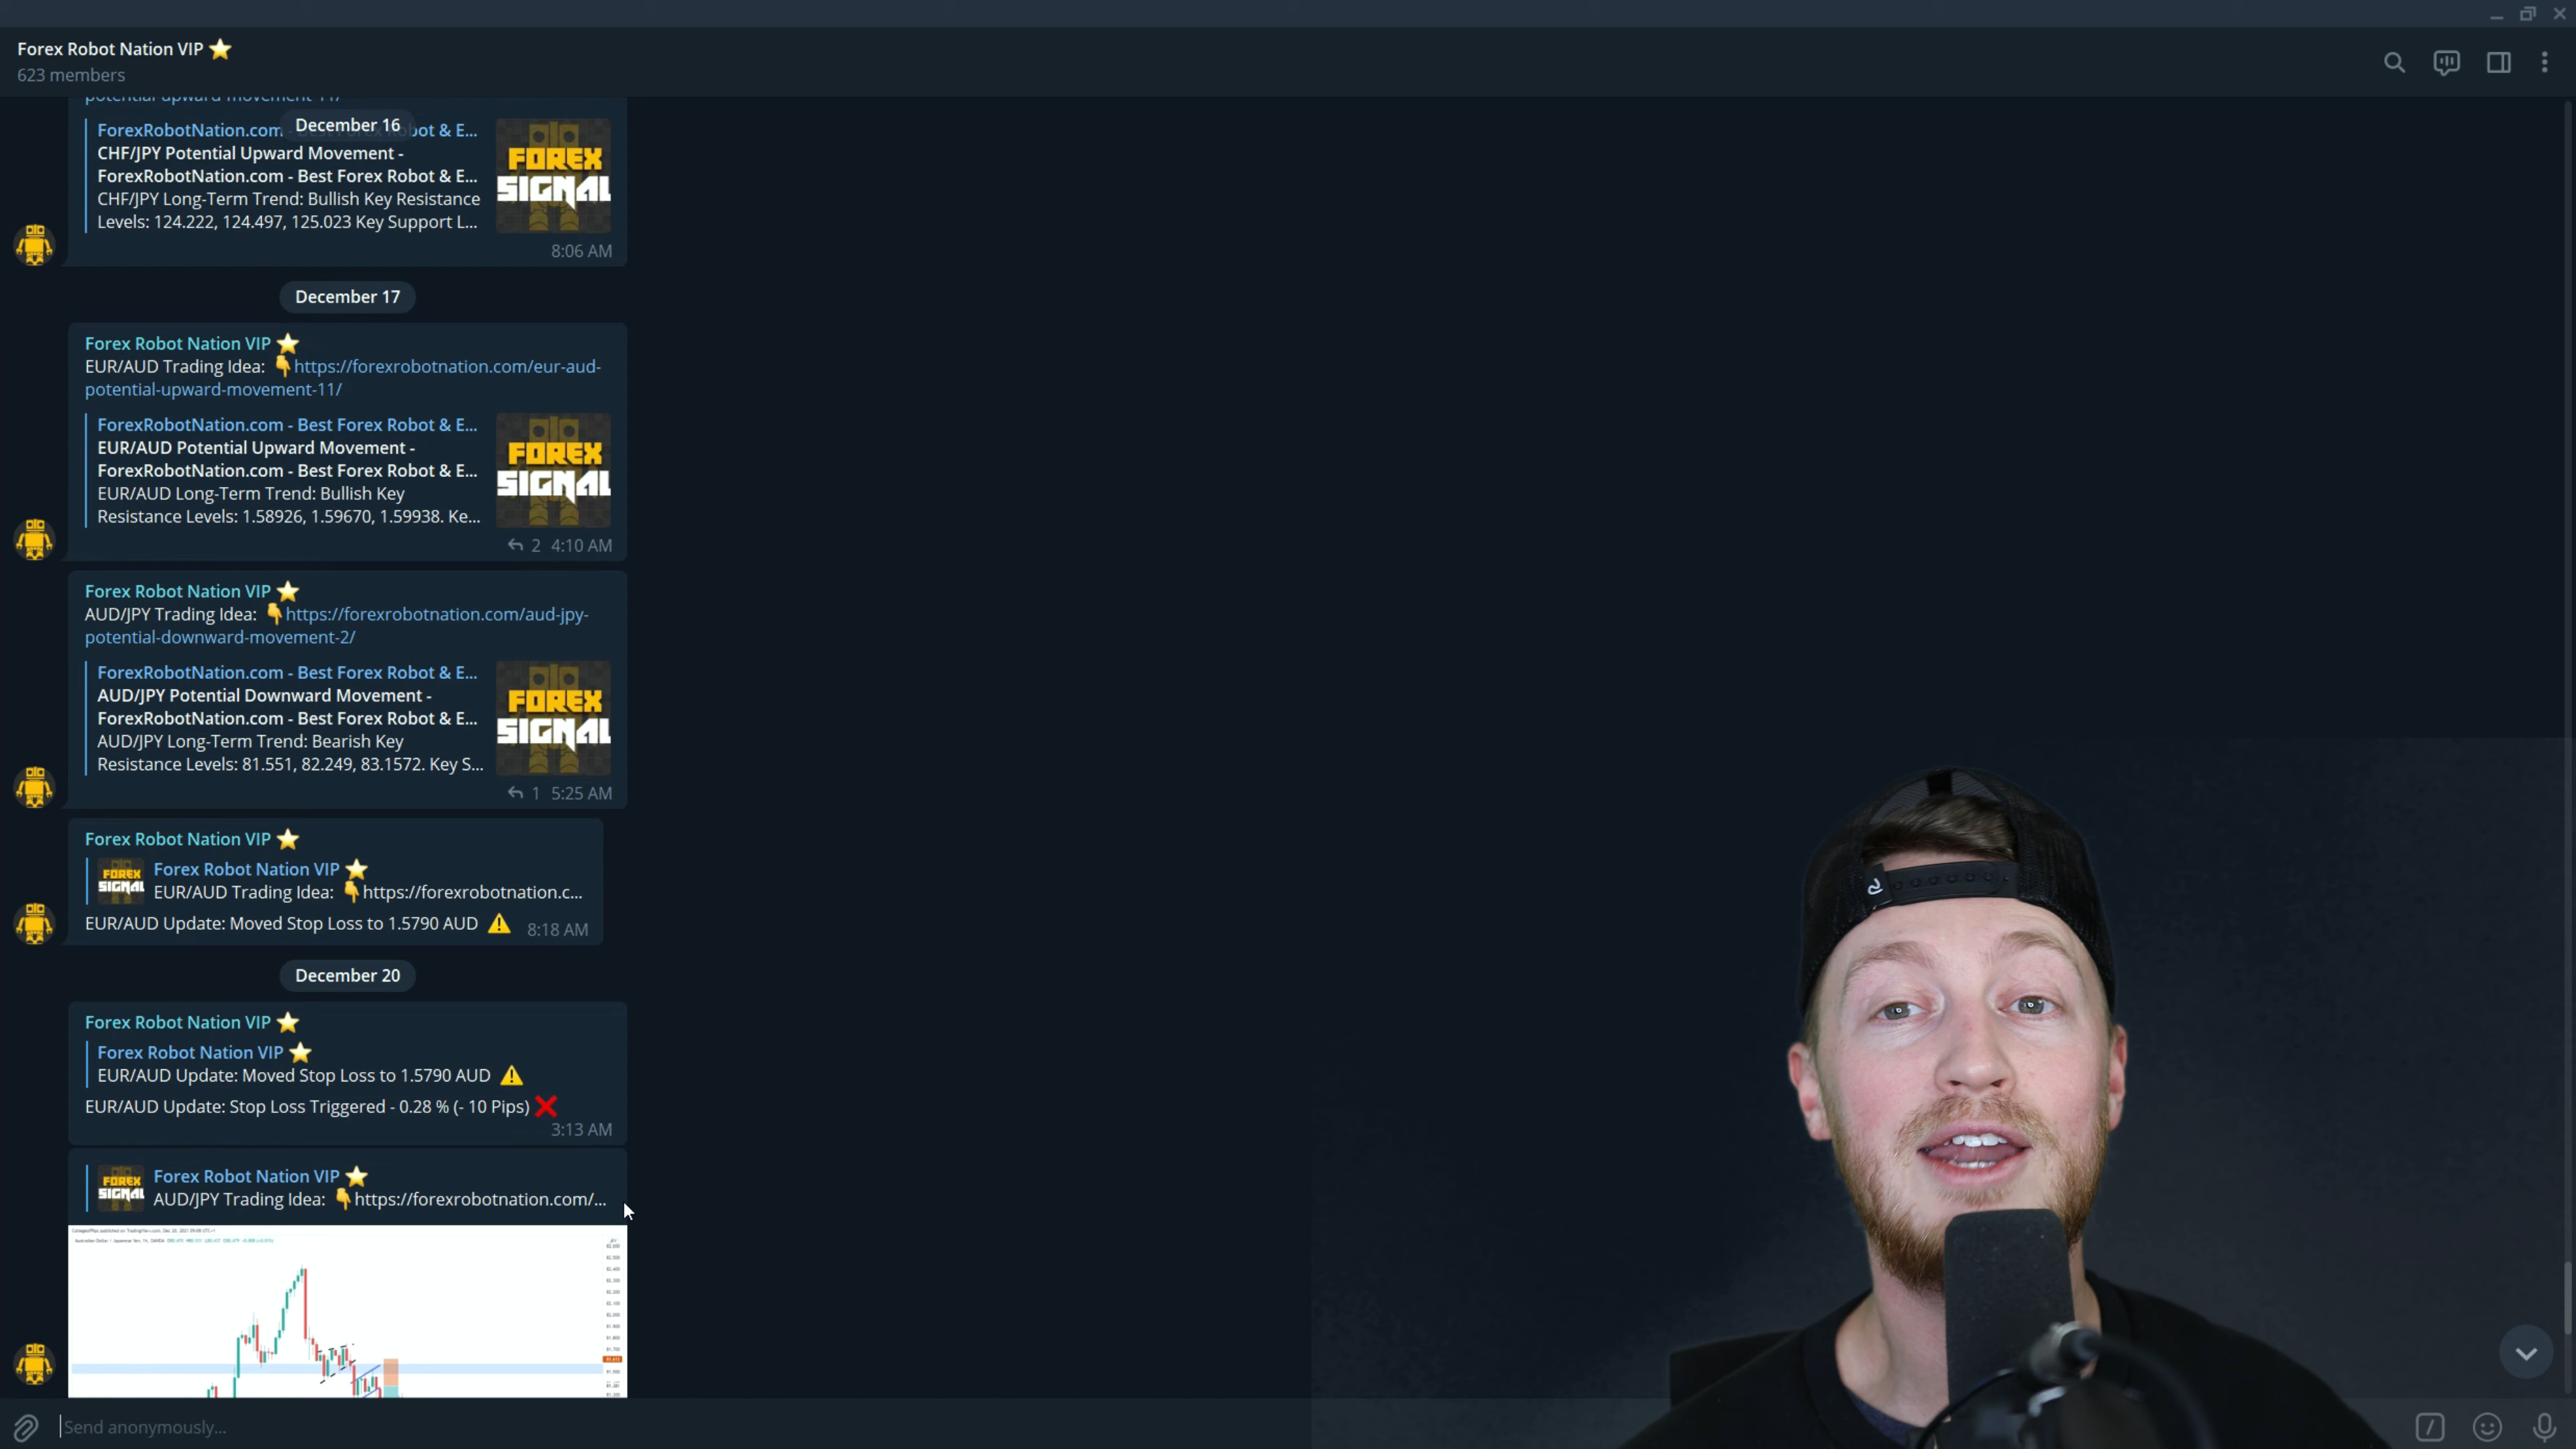 Forex Robot Nation VIP ⭐
623 members
potential-upward-movement-11/
December 16
ForexRobotNation.com - Best Forex Robot & E...
CHF/JPY Potential Upward Movement -
ForexRobotNation.com - Best Forex Robot & E...
CHF/JPY Long-Term Trend: Bullish Key Resistance
Levels: 124.222, 124.497, 125.023 Key Support L...
FOREX
SIGNAL
8:06 AM
December 17
Forex Robot Nation VIP ⭐
EUR/AUD Trading Idea: 👇https://forexrobotnation.com/eur-aud-
potential-upward-movement-11/
ForexRobotNation.com - Best Forex Robot & E...
EUR/AUD Potential Upward Movement -
ForexRobotNation.com - Best Forex Robot & E...
EUR/AUD Long-Term Trend: Bullish Key
Resistance Levels: 1.58926, 1.59670, 1.59938. Ke...
FOREX
SIGNAL
2 4:10 AM
Forex Robot Nation VIP ⭐
AUD/JPY Trading Idea: 👇https://forexrobotnation.com/aud-jpy-
potential-downward-movement-2/
ForexRobotNation.com - Best Forex Robot & E...
AUD/JPY Potential Downward Movement -
ForexRobotNation.com - Best Forex Robot & E...
AUD/JPY Long-Term Trend: Bearish Key
Resistance Levels: 81.551, 82.249, 83.1572. Key S...
FOREX
SIGNAL
1 5:25 AM
Forex Robot Nation VIP ⭐
FOREX
SIGNAL
Forex Robot Nation VIP ⭐
EUR/AUD Trading Idea: 👇https://forexrobotnation.c...
EUR/AUD Update: Moved Stop Loss to 1.5790 AUD ⚠️ 8:18 AM
December 20
Forex Robot Nation VIP ⭐
Forex Robot Nation VIP ⭐
EUR/AUD Update: Moved Stop Loss to 1.5790 AUD ⚠️
EUR/AUD Update: Stop Loss Triggered - 0.28 % (- 10 Pips) ❌
3:13 AM
FOREX
SIGNAL
Forex Robot Nation VIP ⭐
AUD/JPY Trading Idea: 👇https://forexrobotnation.com/...
Send anonymously...